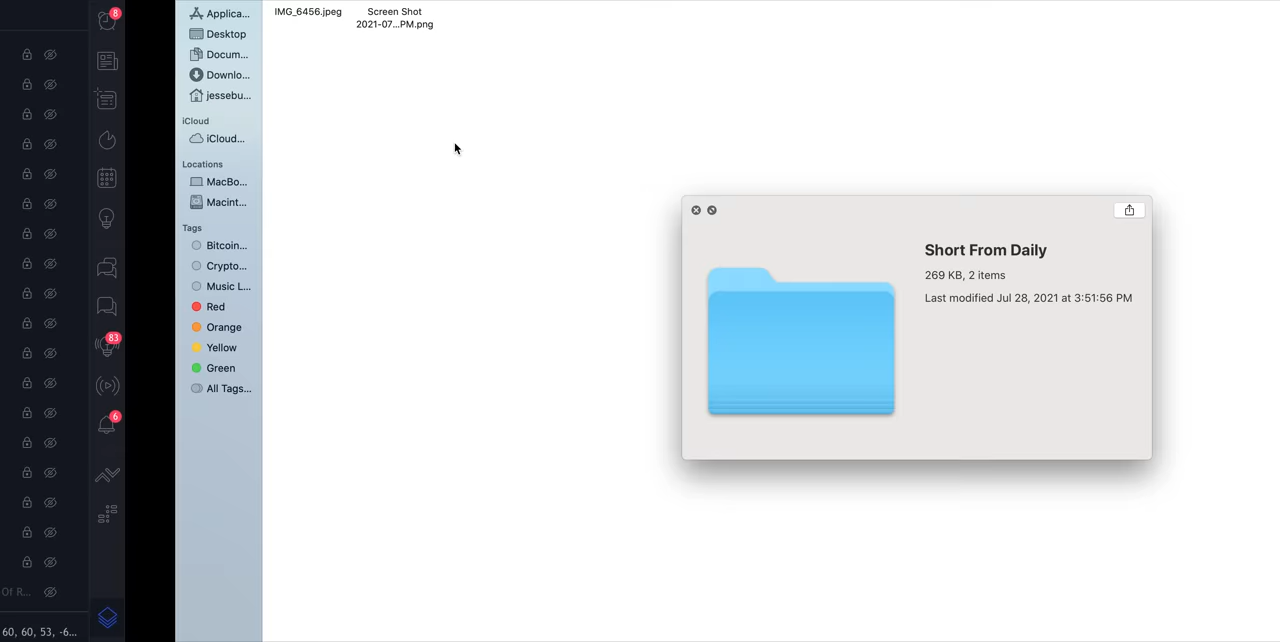 8
83
6
Of R...
60, 60, 53, -6...
Applica...
Desktop
Docum...
Downlo...
jessebu...
iCloud
iCloud...
Locations
MacBo...
Macint...
Tags
Bitcoin...
Crypto...
Music L...
Red
Orange
Yellow
Green
All Tags...
IMG_6456.jpeg
Screen Shot
2021-07...PM.png
Short From Daily
269 KB, 2 items
Last modified Jul 28, 2021 at 3:51:56 PM